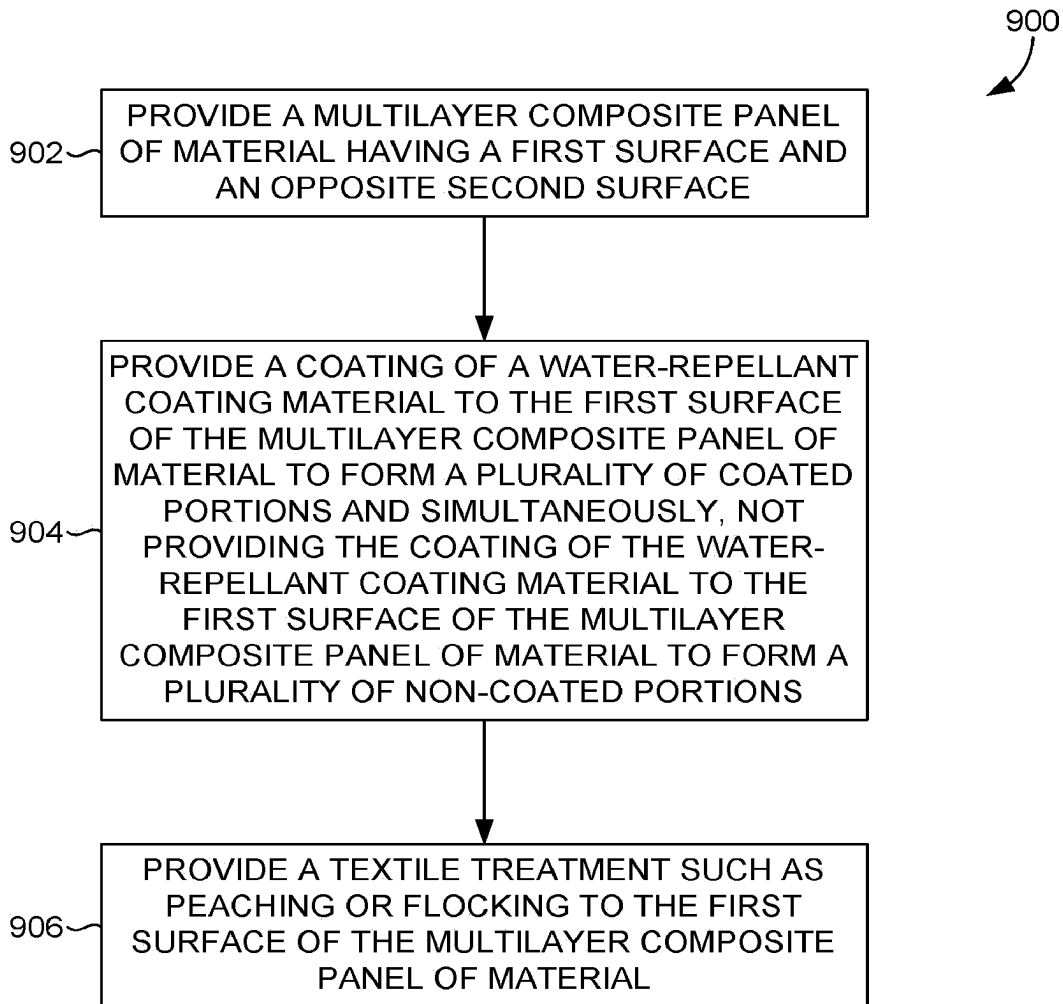 900
902
PROVIDE A MULTILAYER COMPOSITE PANEL
OF MATERIAL HAVING A FIRST SURFACE AND
AN OPPOSITE SECOND SURFACE
904
PROVIDE A COATING OF A WATER-REPELLANT
COATING MATERIAL TO THE FIRST SURFACE
OF THE MULTILAYER COMPOSITE PANEL OF
MATERIAL TO FORM A PLURALITY OF COATED
PORTIONS AND SIMULTANEOUSLY, NOT
PROVIDING THE COATING OF THE WATER-
REPELLANT COATING MATERIAL TO THE
FIRST SURFACE OF THE MULTILAYER
COMPOSITE PANEL OF MATERIAL TO FORM A
PLURALITY OF NON-COATED PORTIONS
906
PROVIDE A TEXTILE TREATMENT SUCH AS
PEACHING OR FLOCKING TO THE FIRST
SURFACE OF THE MULTILAYER COMPOSITE
PANEL OF MATERIAL